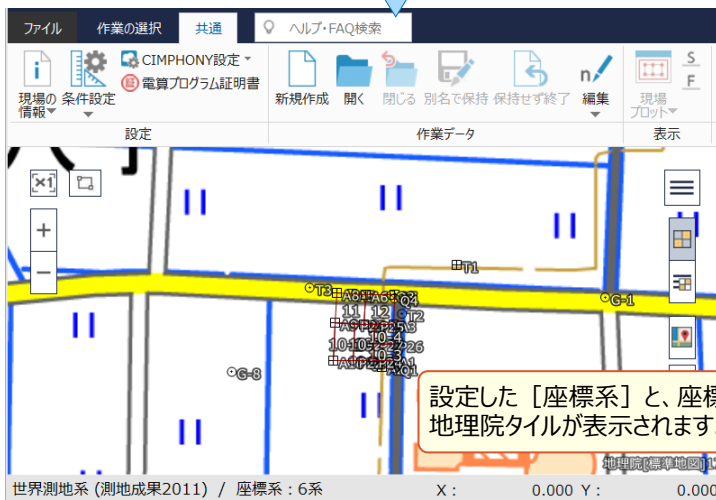 ファイル 作業の選択 共通 ヘルプ・FAQ検索
現場の情報 条件設定 CIMPHONY設定 新規作成 開く 閉じる 別名で保持 保持せず終了 編集 現場プロット S
電算プログラム証明書 F
設定 作業データ 表示
×1
+
−
T1
T3 G-1
11 12 T2
G-8
設定した［座標系］と、座標
地理院タイルが表示されます
地理院[標準地図]
世界測地系 (測地成果2011) / 座標系：6系 X： 0.000 Y： 0.000